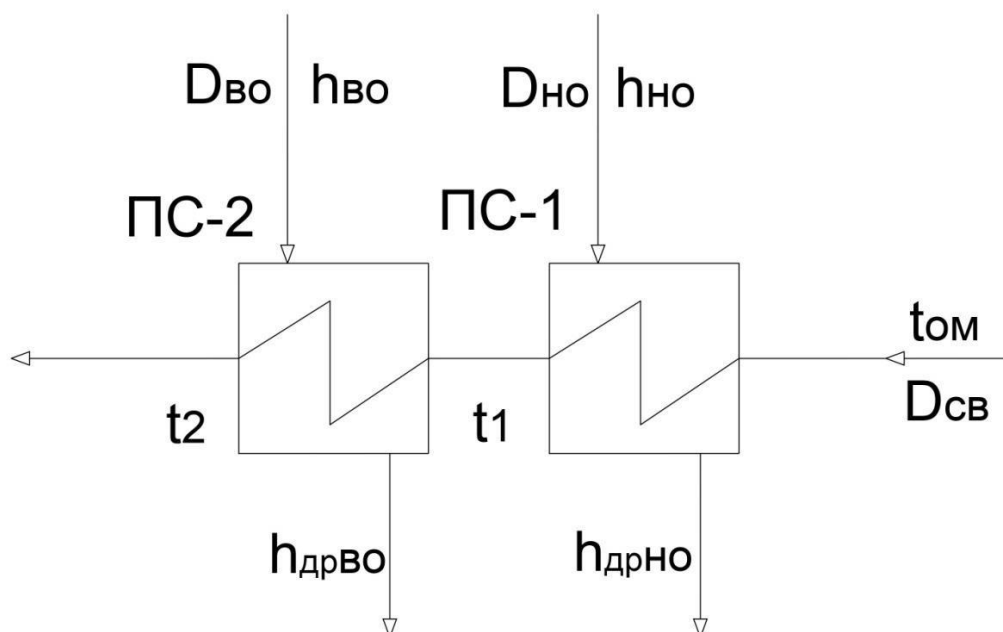 Dво hво Dно hно
ПС-2 ПС-1
tом
t2 t1 Dсв
hдрво hдрно